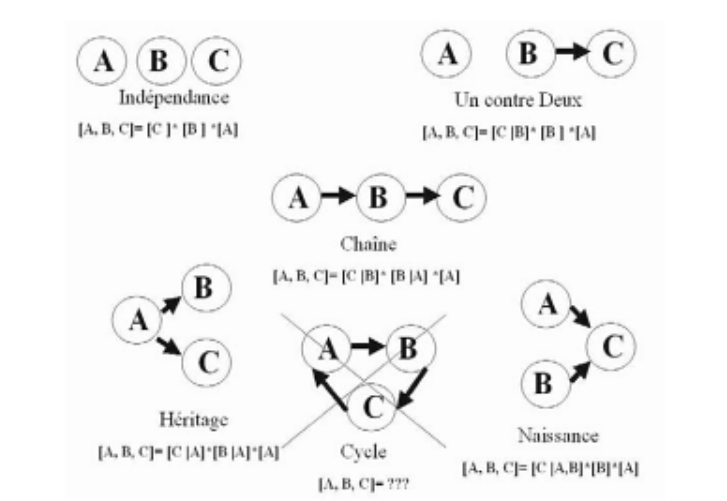 A B C
Indépendance
[A, B, C]= [C ]* [B ] *[A]
A B C
Un contre Deux
[A, B, C]= [C |B]* [B ] *[A]
A B C
Chaîne
[A, B, C]= [C |B]* [B |A] *[A]
A
B
C
Héritage
[A, B, C]= [C |A]*[B |A]*[A]
A B
C
Cycle
[A, B, C]= ???
A
B
C
Naissance
[A, B, C]= [C |A,B]*[B]*[A]